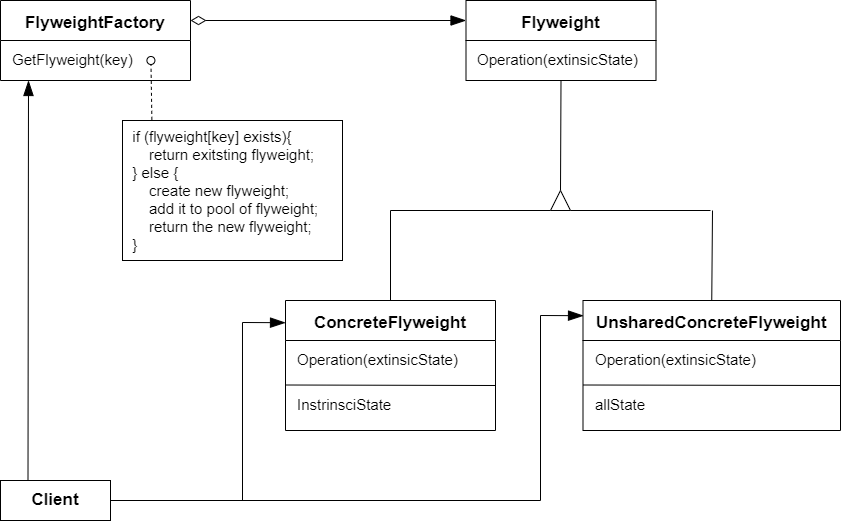 FlyweightFactory
GetFlyweight(key)
Flyweight
Operation(extinsicState)
if (flyweight[key] exists){
return exitsting flyweight;
} else {
create new flyweight;
add it to pool of flyweight;
return the new flyweight;
}
ConcreteFlyweight
Operation(extinsicState)
InstrinsciState
UnsharedConcreteFlyweight
Operation(extinsicState)
allState
Client